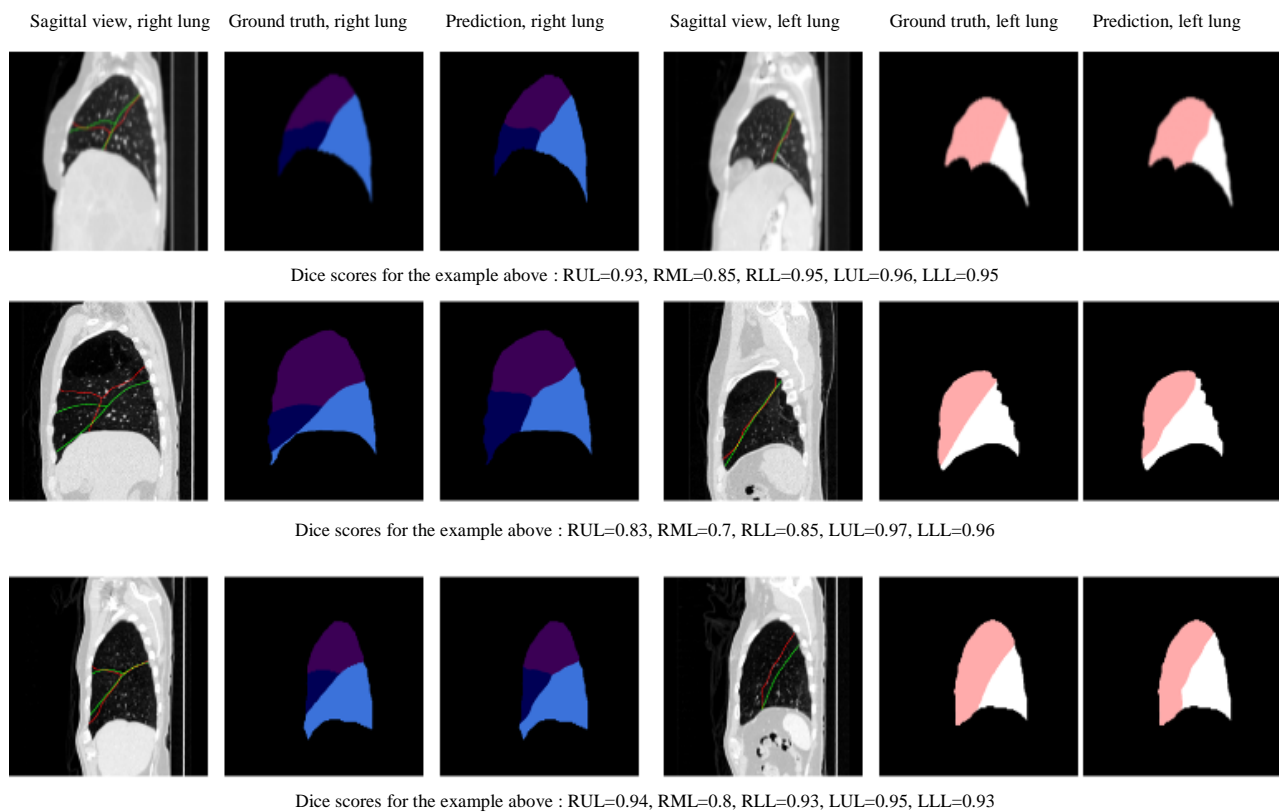 Sagittal view, right lung Ground truth, right lung Prediction, right lung Sagittal view, left lung Ground truth, left lung Prediction, left lung
Dice scores for the example above : RUL=0.93, RML=0.85, RLL=0.95, LUL=0.96, LLL=0.95
Dice scores for the example above : RUL=0.83, RML=0.7, RLL=0.85, LUL=0.97, LLL=0.96
Dice scores for the example above : RUL=0.94, RML=0.8, RLL=0.93, LUL=0.95, LLL=0.93